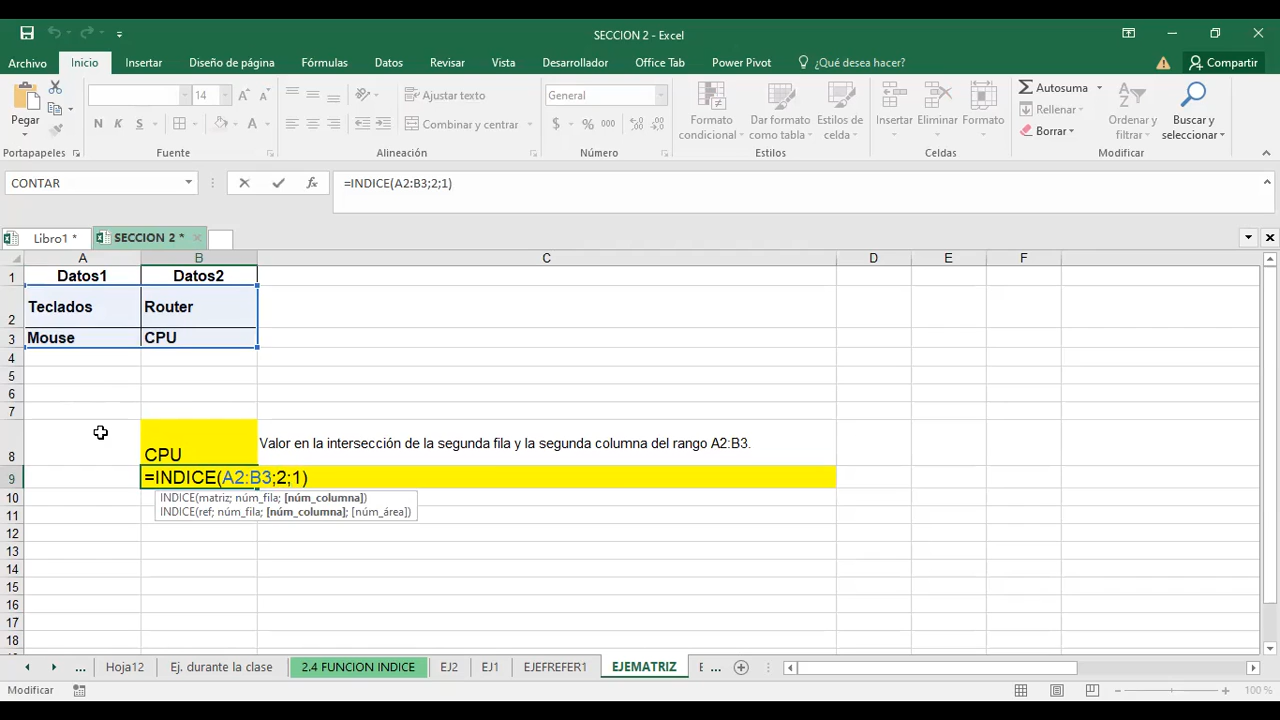 SECCION 2 - Excel
Archivo Inicio Insertar Diseño de página Fórmulas Datos Revisar Vista Desarrollador Office Tab Power Pivot ¿Qué desea hacer? Compartir
Pegar
14
Ajustar texto
General
Formato condicional
Dar formato como tabla
Estilos de celda
Insertar
Eliminar
Formato
Autosuma
Rellenar
Borrar
Ordenar y filtrar
Buscar y seleccionar
N K S
Combinar y centrar
$ % 000
Portapapeles Fuente Alineación Número Estilos Celdas Modificar
CONTAR
=INDICE(A2:B3;2;1)
Libro1 * SECCION 2 *
A B C D E F
1 Datos1 Datos2
2 Teclados Router
3 Mouse CPU
4
5
6
7
8 CPU Valor en la intersección de la segunda fila y la segunda columna del rango A2:B3.
9 =INDICE(A2:B3;2;1)
10 INDICE(matriz; núm_fila; [núm_columna])
11 INDICE(ref; núm_fila; [núm_columna]; [núm_área])
12
13
14
15
16
17
18
... Hoja12 Ej. durante la clase 2.4 FUNCION INDICE EJ2 EJ1 EJEFREFER1 EJEMATRIZ E ...
Modificar 100 %